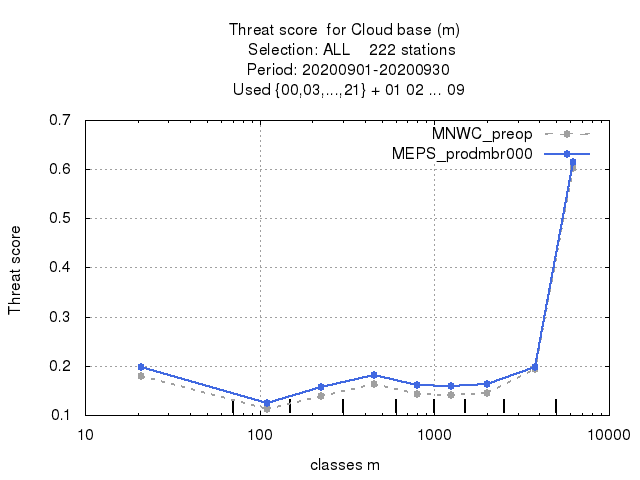 Threat score  for Cloud base (m)
Selection: ALL    222 stations
Period: 20200901-20200930
Used {00,03,...,21} + 01 02 ... 09
MNWC_preop
MEPS_prodmbr000
Threat score
0.7
0.6
0.5
0.4
0.3
0.2
0.1
10
100
1000
10000
classes m